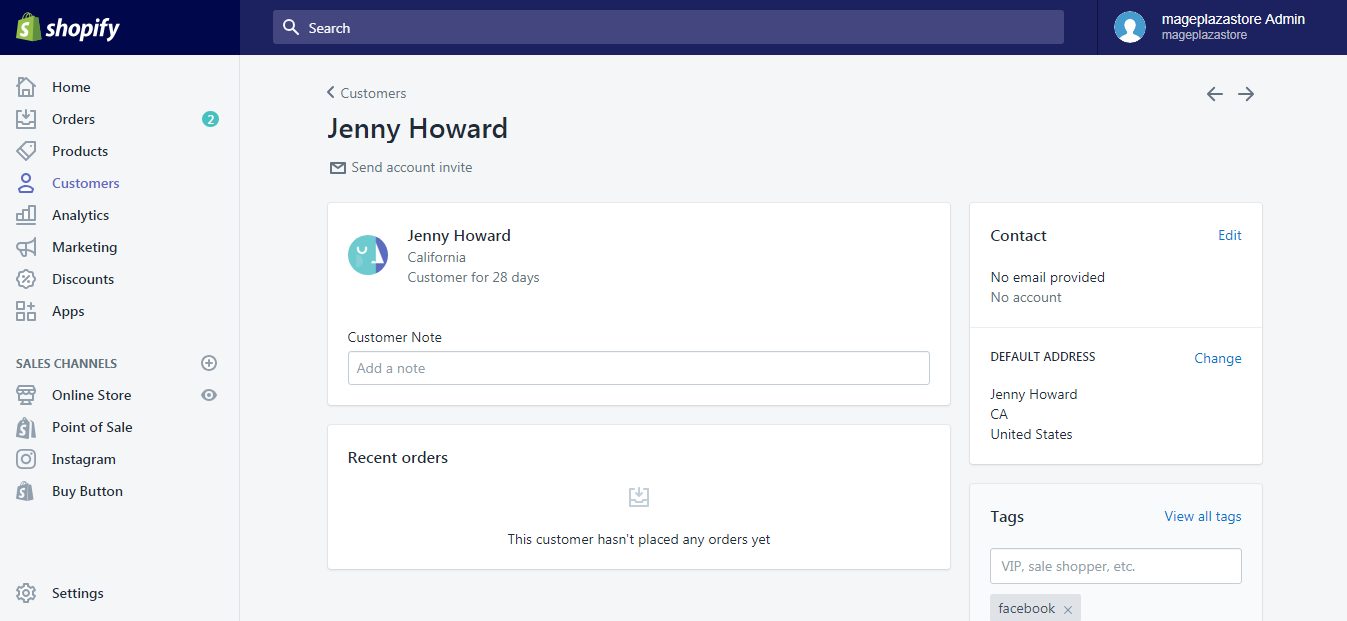 shopify
Search
mageplazastore Admin
mageplazastore
Home
Orders 2
Products
Customers
Analytics
Marketing
Discounts
Apps
SALES CHANNELS
Online Store
Point of Sale
Instagram
Buy Button
Settings
Customers
Jenny Howard
Send account invite
Jenny Howard
California
Customer for 28 days
Customer Note
Add a note
Recent orders
This customer hasn't placed any orders yet
Contact Edit
No email provided
No account
DEFAULT ADDRESS Change
Jenny Howard
CA
United States
Tags View all tags
VIP, sale shopper, etc.
facebook ×